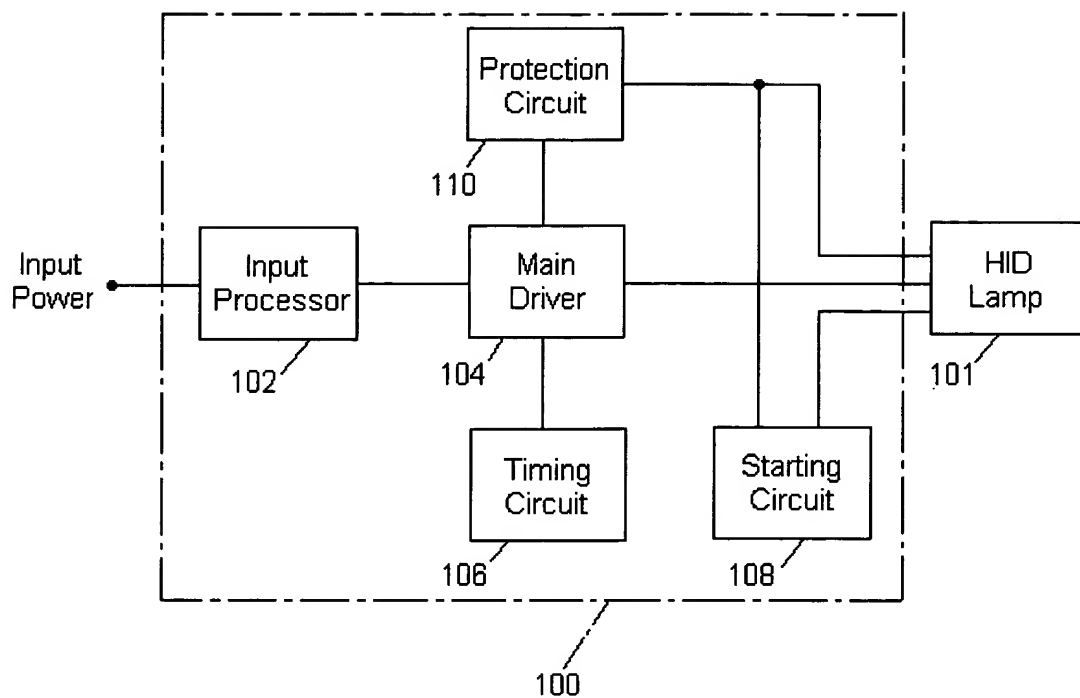 Protection
Circuit
110
Input
Power
Input
Processor
102
Main
Driver
104
HID
Lamp
101
Timing
Circuit
106
Starting
Circuit
108
100